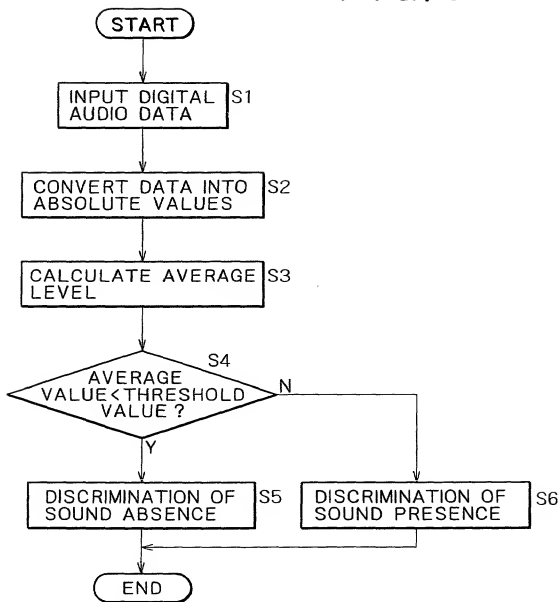 START
INPUT DIGITAL S1
AUDIO DATA
CONVERT DATA INTO S2
ABSOLUTE VALUES
CALCULATE AVERAGE S3
LEVEL
S4
AVERAGE
VALUE<THRESHOLD
VALUE ?
N
Y
DISCRIMINATION OF S5
SOUND ABSENCE
DISCRIMINATION OF S6
SOUND PRESENCE
END